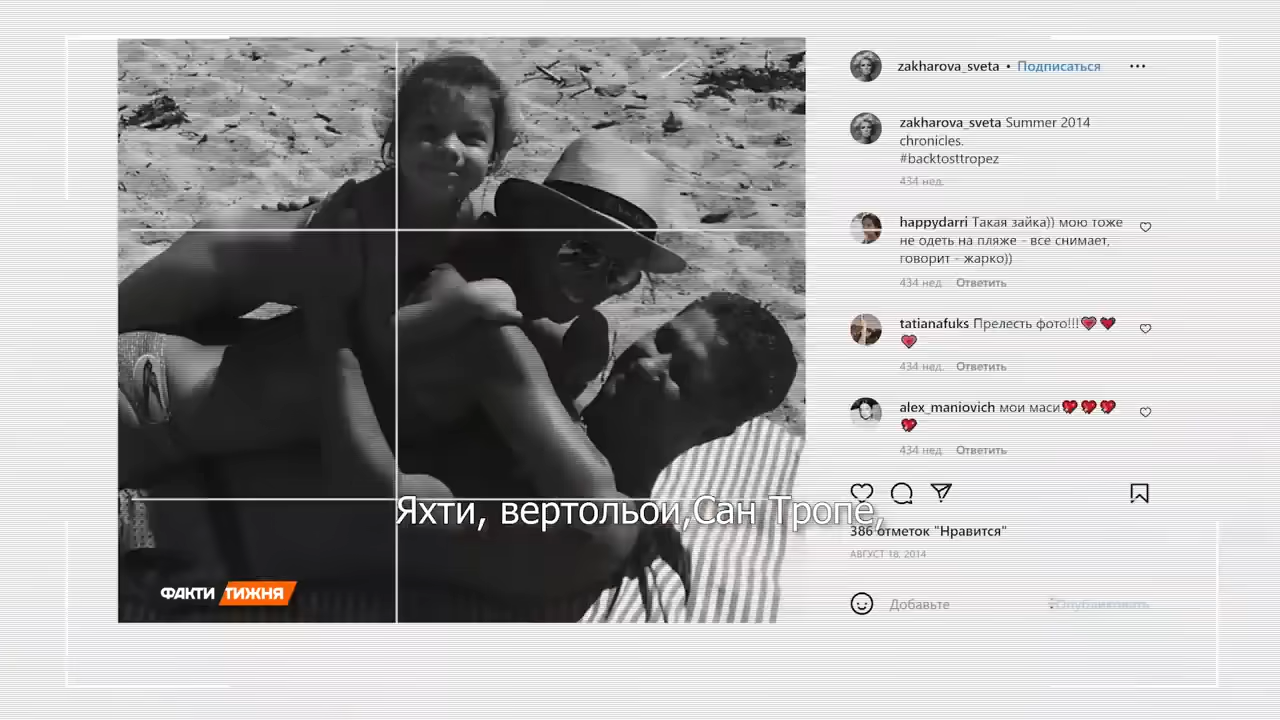 zakharova_sveta • Подписаться
zakharova_sveta Summer 2014
chronicles.
#backtosttropez
434 нед.
happydarri Такая зайка)) мою тоже
не одеть на пляже - все снимает,
говорит - жарко))
434 нед. Ответить
tatianafuks Прелесть фото!!!💗❤️
💗
434 нед. Ответить
alex_maniovich мои маси💖💖💖
💖
434 нед. Ответить
Яхти, вертольои,Сан Тропе,
386 отметок "Нравится"
АВГУСТ 18, 2014
ФАКТИ ТИЖНЯ
Добавьте
Опубликовать